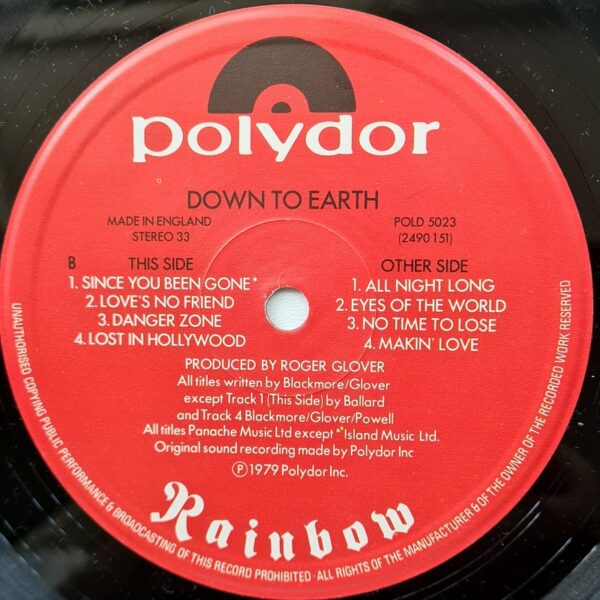 polydor
DOWN TO EARTH
MADE IN ENGLAND
STEREO 33
POLD 5023
(2490 151)
B THIS SIDE
1. SINCE YOU BEEN GONE*
2. LOVE'S NO FRIEND
3. DANGER ZONE
4. LOST IN HOLLYWOOD
OTHER SIDE
1. ALL NIGHT LONG
2. EYES OF THE WORLD
3. NO TIME TO LOSE
4. MAKIN' LOVE
PRODUCED BY ROGER GLOVER
All titles written by Blackmore/Glover
except Track 1 (This Side) by Ballard
and Track 4 Blackmore/Glover/Powell
All titles Panache Music Ltd except *Island Music Ltd.
Original sound recording made by Polydor Inc
Ⓟ 1979 Polydor Inc.
Rainbow
UNAUTHORISED COPYING PUBLIC PERFORMANCE & BROADCASTING OF THIS RECORD PROHIBITED · ALL RIGHTS OF THE MANUFACTURER & OF THE OWNER OF THE RECORDED WORK RESERVED